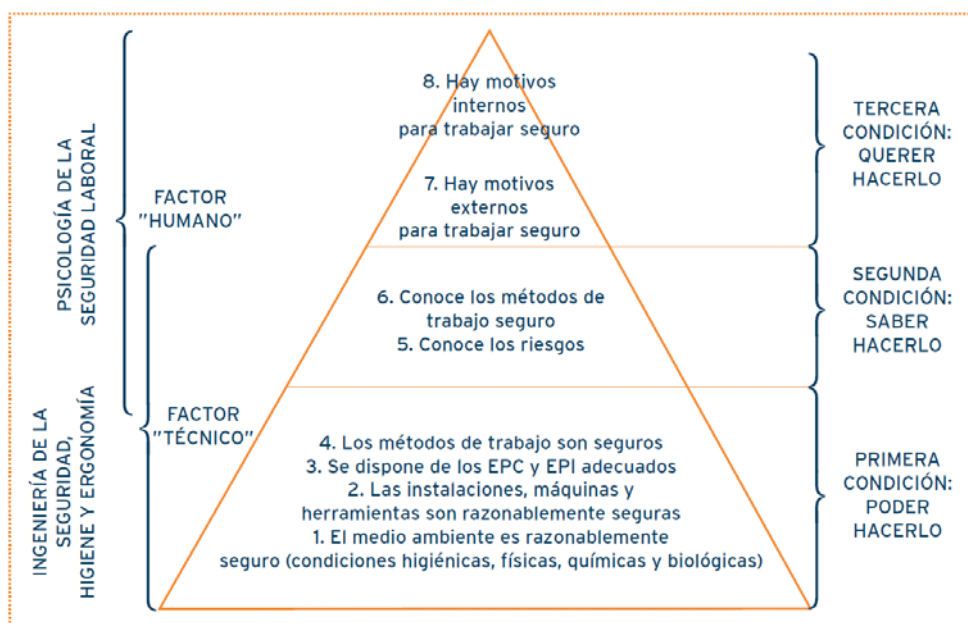 8. Hay motivos
internos
para trabajar seguro
7. Hay motivos
externos
para trabajar seguro
6. Conoce los métodos de
trabajo seguro
5. Conoce los riesgos
4. Los métodos de trabajo son seguros
3. Se dispone de los EPC y EPI adecuados
2. Las instalaciones, máquinas y
herramientas son razonablemente seguras
1. El medio ambiente es razonablemente
seguro (condiciones higiénicas, físicas, químicas y biológicas)
PSICOLOGÍA DE LA
SEGURIDAD LABORAL
FACTOR
"HUMANO"
INGENIERÍA DE LA
SEGURIDAD,
HIGIENE Y ERGONOMÍA
FACTOR
"TÉCNICO"
TERCERA
CONDICIÓN:
QUERER
HACERLO
SEGUNDA
CONDICIÓN:
SABER
HACERLO
PRIMERA
CONDICIÓN:
PODER
HACERLO